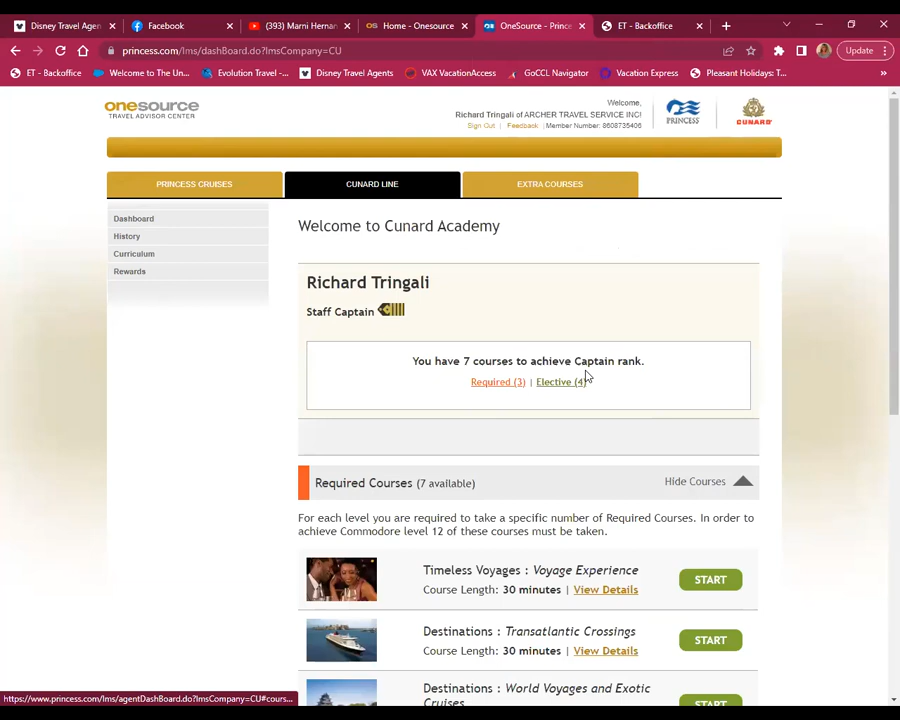 Disney Travel Agen
Facebook
(393) Marni Hernan
Home - Onesource
OneSource - Prince
ET - Backoffice
princess.com/lms/dashBoard.do?lmsCompany=CU
Update
ET - Backoffice
Welcome to The Un...
Evolution Travel -...
Disney Travel Agents
VAX VacationAccess
GoCCL Navigator
Vacation Express
Pleasant Holidays: T...
onesource
TRAVEL ADVISOR CENTER
Welcome,
Richard Tringali of ARCHER TRAVEL SERVICE INC!
Sign Out | Feedback | Member Number: 8608735406
PRINCESS
CUNARD
PRINCESS CRUISES
CUNARD LINE
EXTRA COURSES
Dashboard
History
Curriculum
Rewards
Welcome to Cunard Academy
Richard Tringali
Staff Captain
You have 7 courses to achieve Captain rank.
Required (3) | Elective (4)
Required Courses (7 available)
Hide Courses
For each level you are required to take a specific number of Required Courses. In order to
achieve Commodore level 12 of these courses must be taken.
Timeless Voyages : Voyage Experience
Course Length: 30 minutes | View Details
START
Destinations : Transatlantic Crossings
Course Length: 30 minutes | View Details
START
Destinations : World Voyages and Exotic
Cruises
START
https://www.princess.com/lms/agentDashBoard.do?lmsCompany=CU#cours...